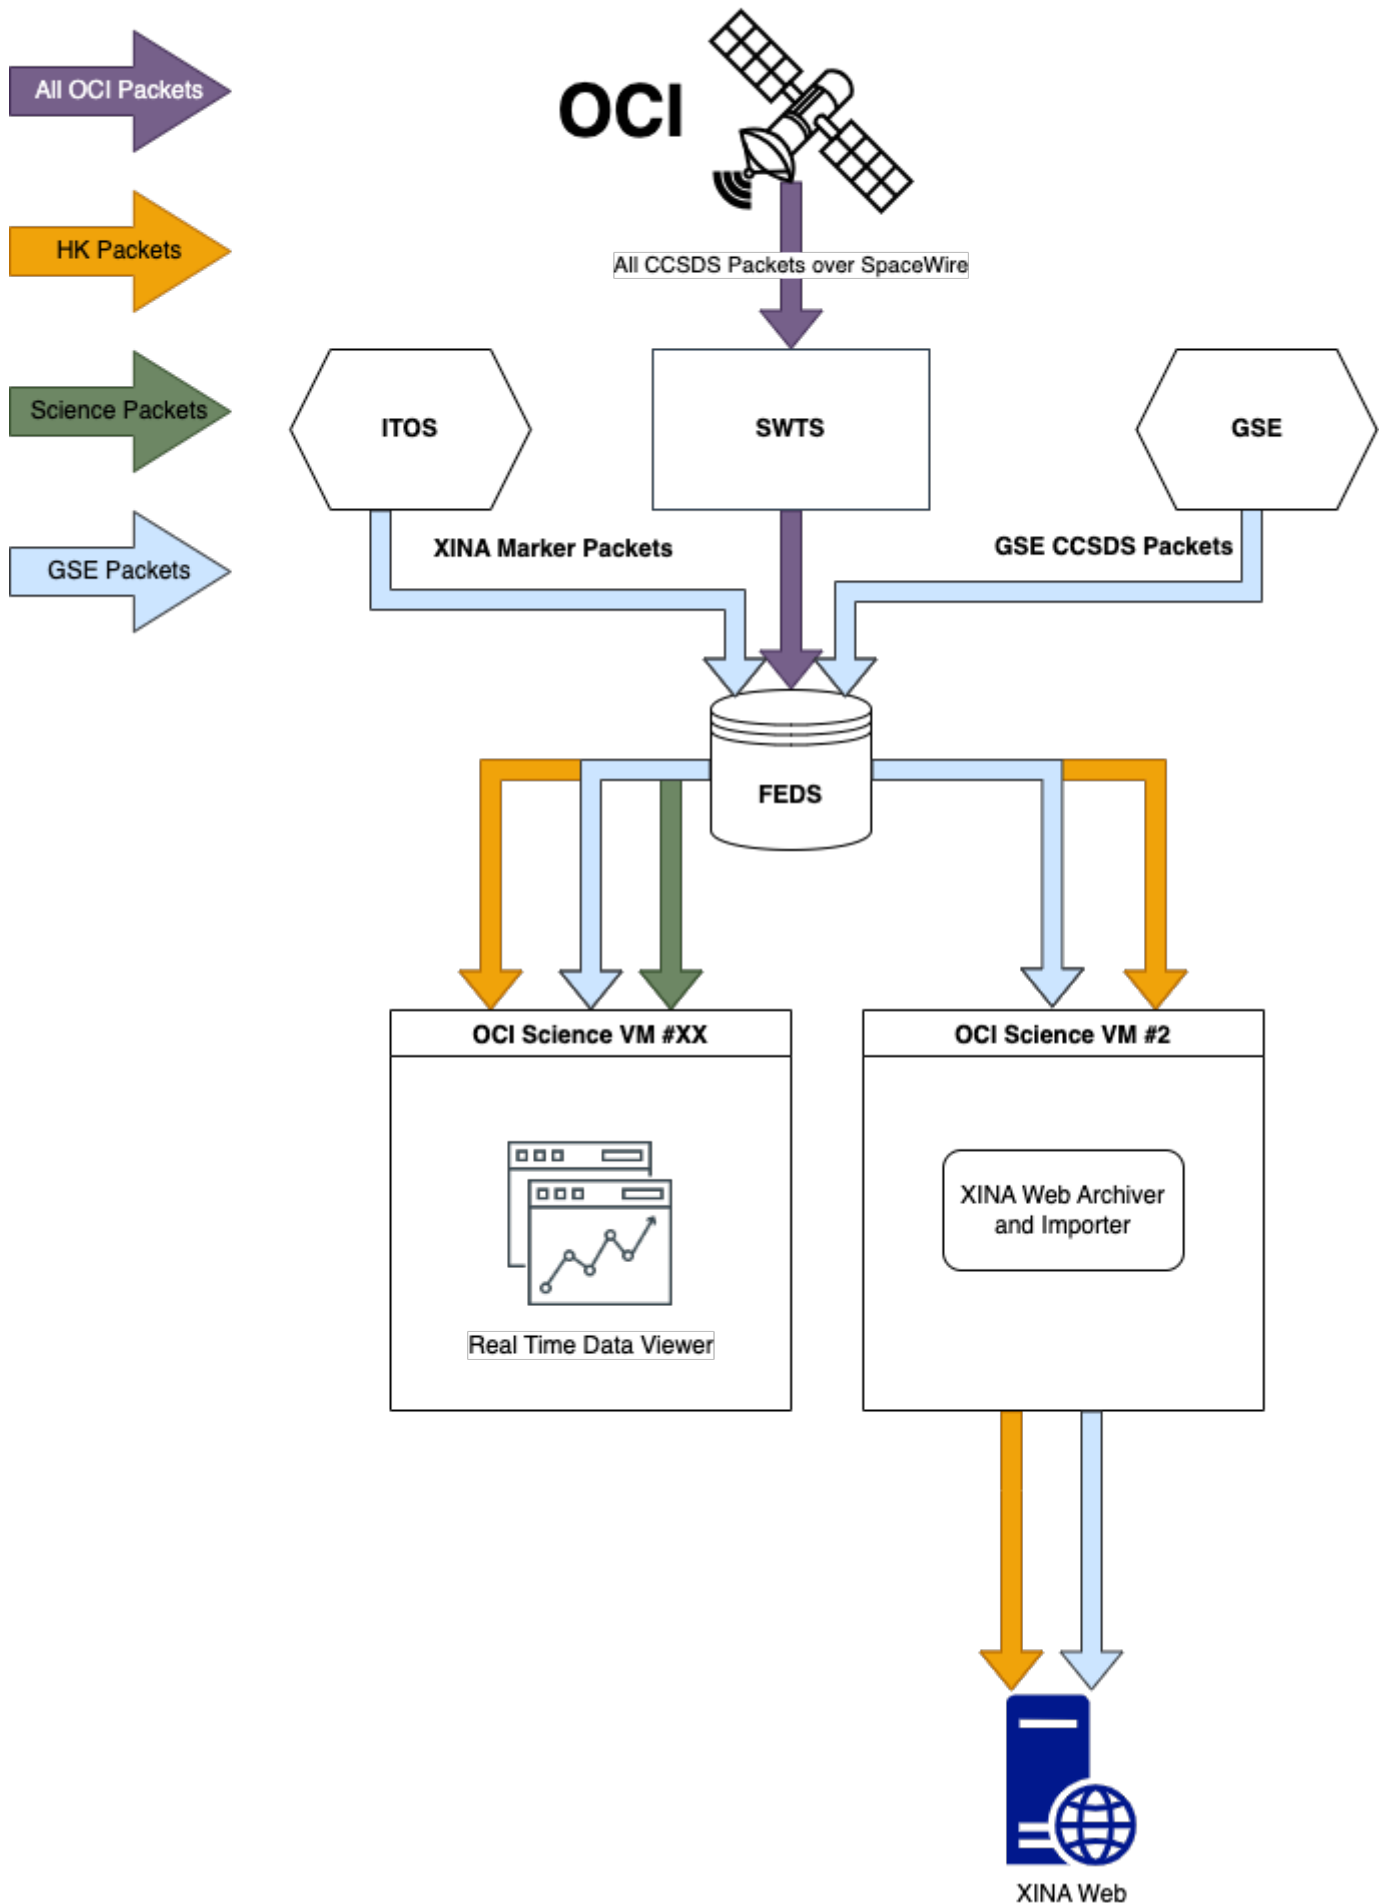 All OCI Packets
OCI
HK Packets
All CCSDS Packets over SpaceWire
Science Packets
ITOS
SWTS
GSE
GSE Packets
XINA Marker Packets
GSE CCSDS Packets
FEDS
OCI Science VM #XX
OCI Science VM #2
XINA Web Archiver
and Importer
Real Time Data Viewer
XINA Web